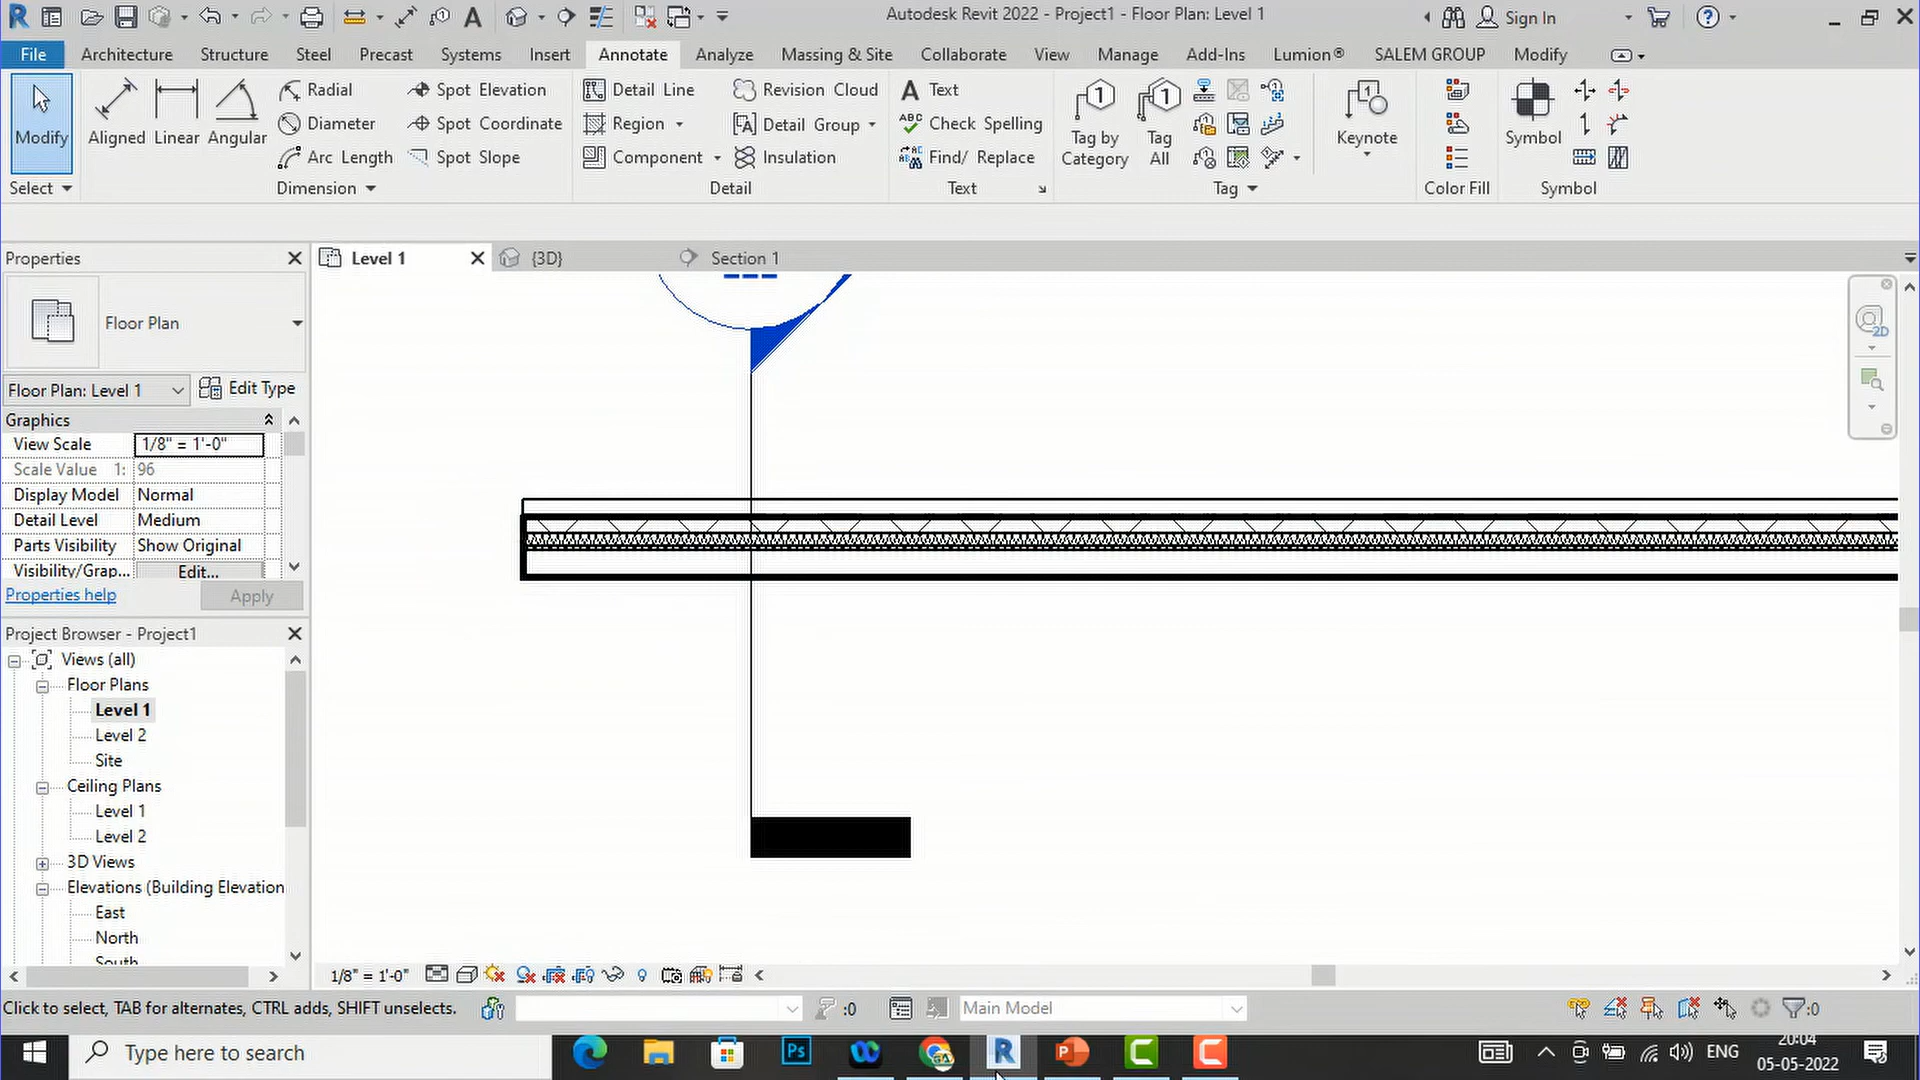 Autodesk Revit 2022 - Project1 - Floor Plan: Level 1
Sign In
File Architecture Structure Steel Precast Systems Insert Annotate Analyze Massing & Site Collaborate View Manage Add-Ins Lumion® SALEM GROUP Modify
Modify
Select
Aligned
Linear
Angular
Radial
Diameter
Arc Length
Spot Elevation
Spot Coordinate
Spot Slope
Dimension
Detail Line
Region
Component
Revision Cloud
Detail Group
Insulation
Detail
Text
ABC Check Spelling
Find/ Replace
Text
Tag by
Category
Tag
All
Tag
Keynote
Color Fill
Symbol
Symbol
Properties
Floor Plan
Floor Plan: Level 1
Edit Type
Graphics
View Scale 1/8" = 1'-0"
Scale Value 1: 96
Display Model Normal
Detail Level Medium
Parts Visibility Show Original
Visibility/Grap... Edit...
Properties help Apply
Project Browser - Project1
Views (all)
Floor Plans
Level 1
Level 2
Site
Ceiling Plans
Level 1
Level 2
3D Views
Elevations (Building Elevation
East
North
South
Level 1
{3D}
Section 1
2D
1/8" = 1'-0"
Click to select, TAB for alternates, CTRL adds, SHIFT unselects.
:0
Main Model
:0
Type here to search
Ps
ENG
20:04
05-05-2022